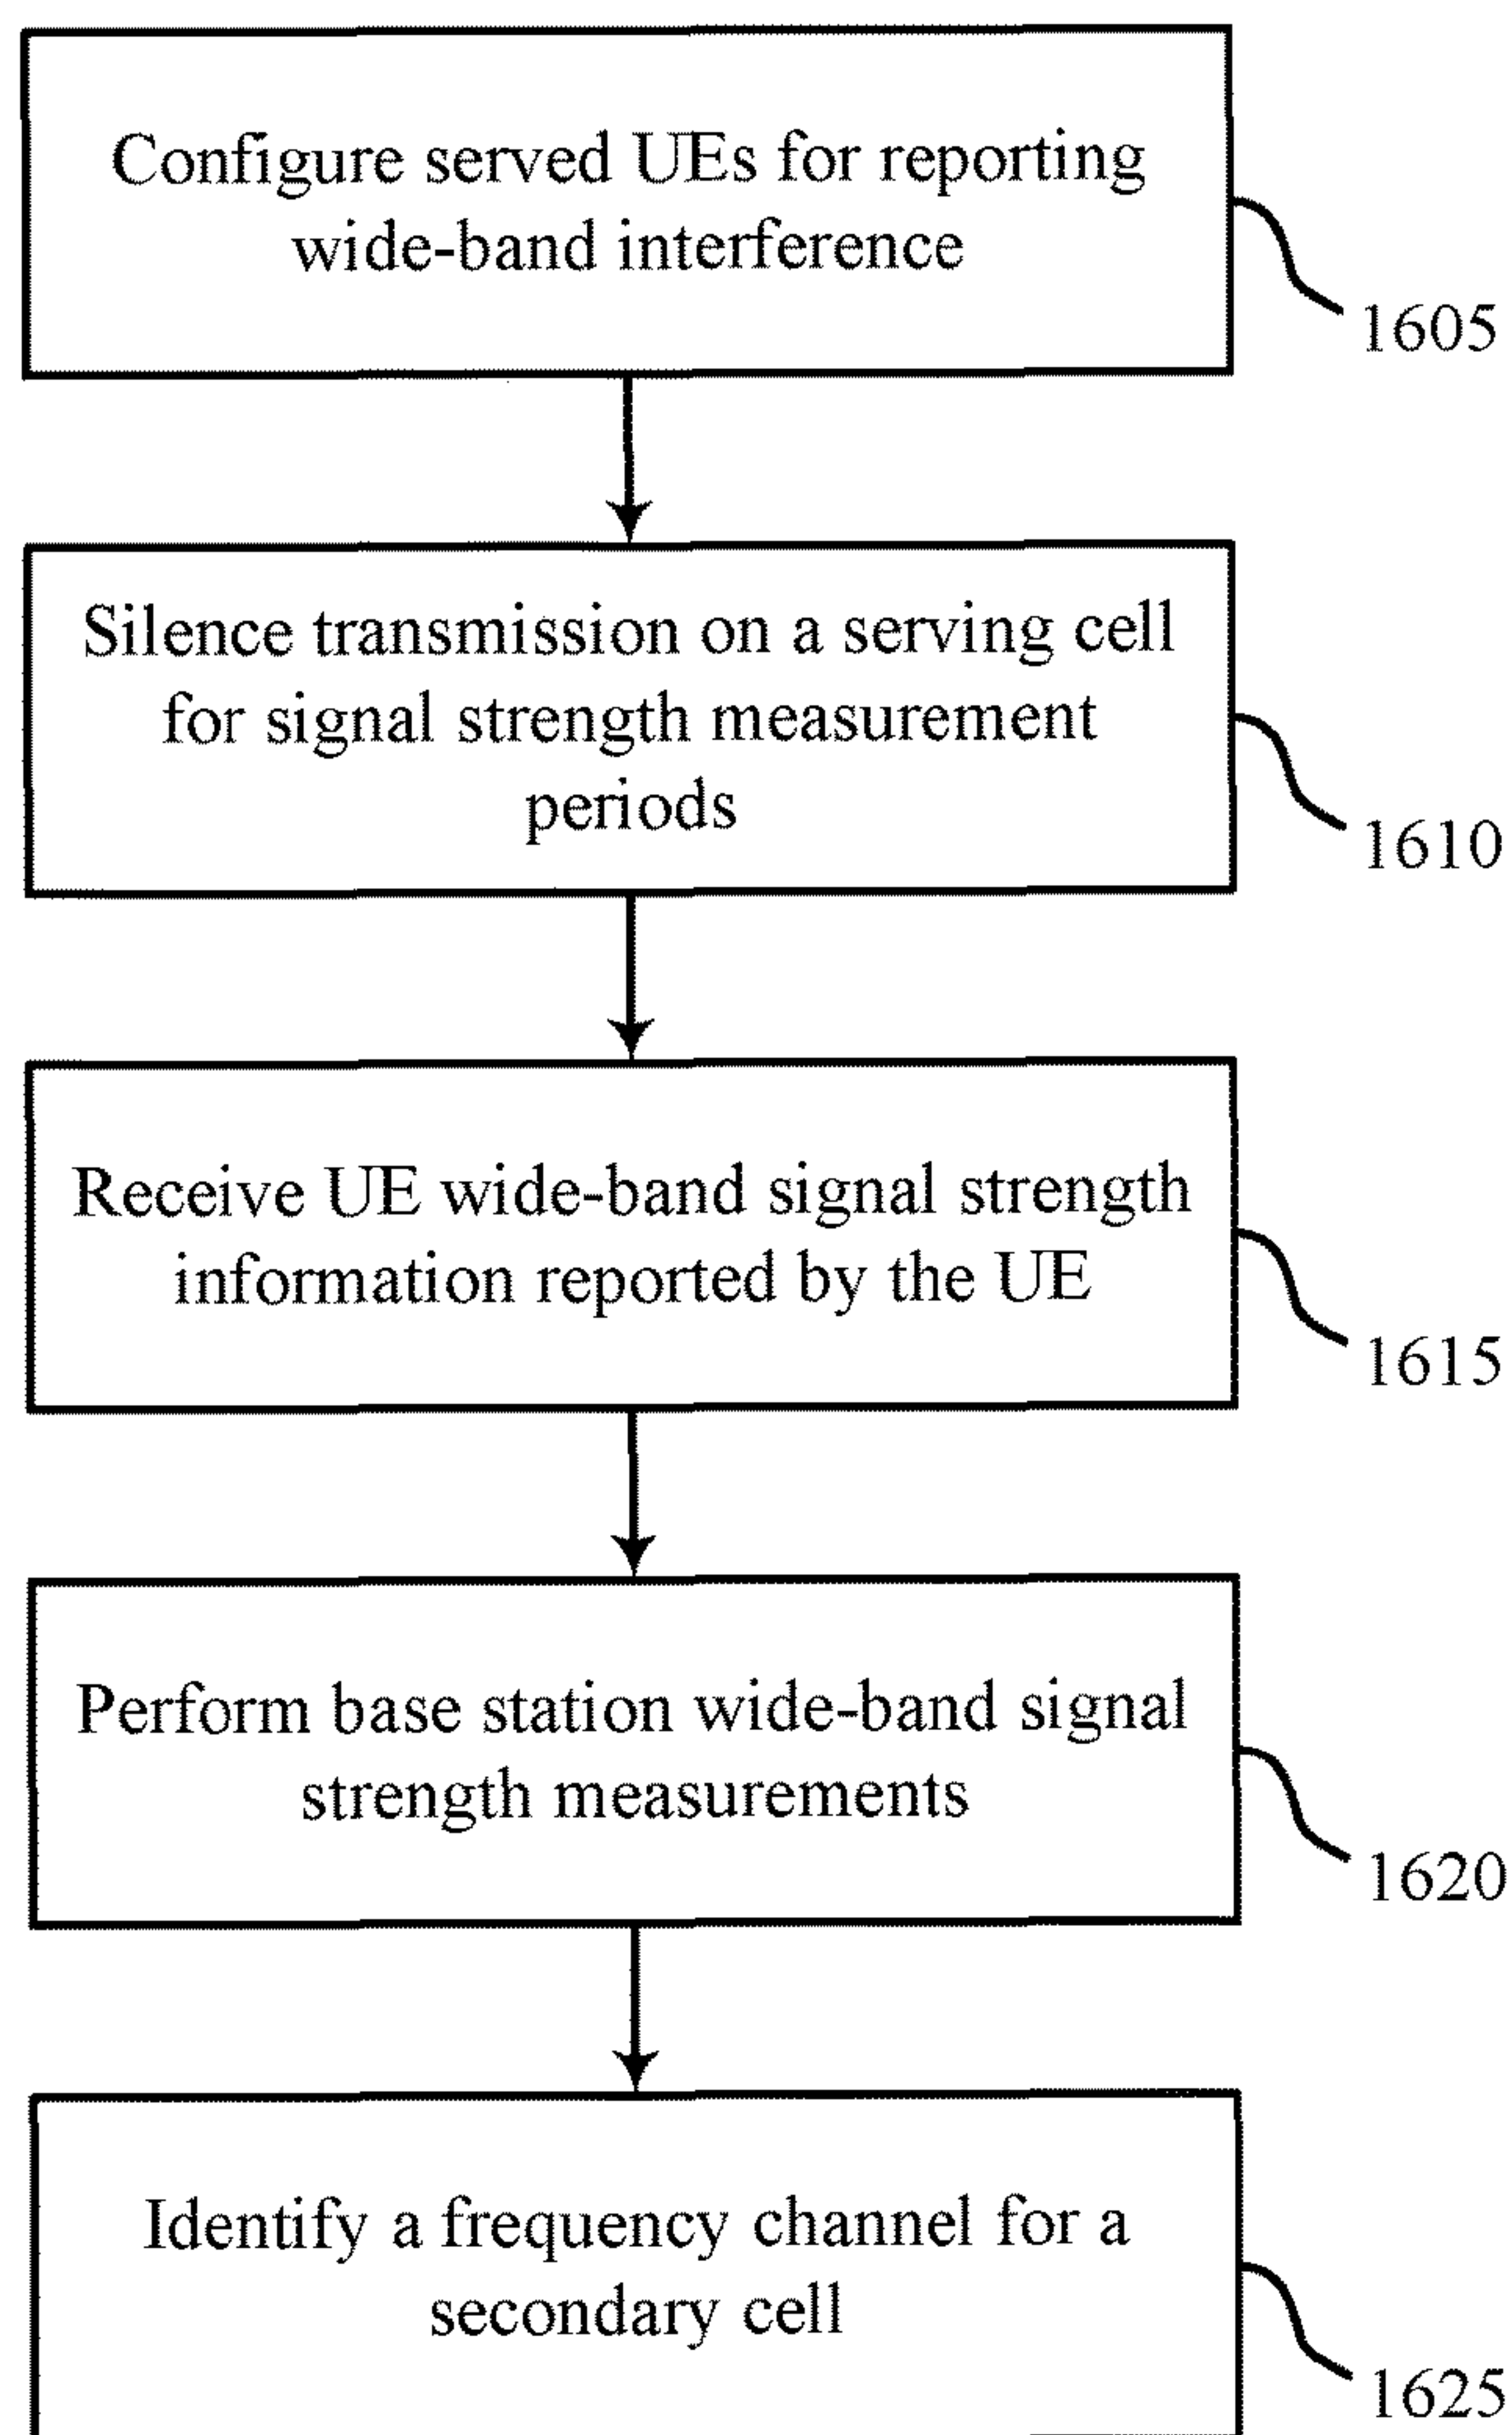 Configure served UEs for reporting
wide-band interference
1605
Silence transmission on a serving cell
for signal strength measurement
periods
1610
Receive UE wide-band signal strength
information reported by the UE
1615
Perform base station wide-band signal
strength measurements
1620
Identify a frequency channel for a
secondary cell
1625